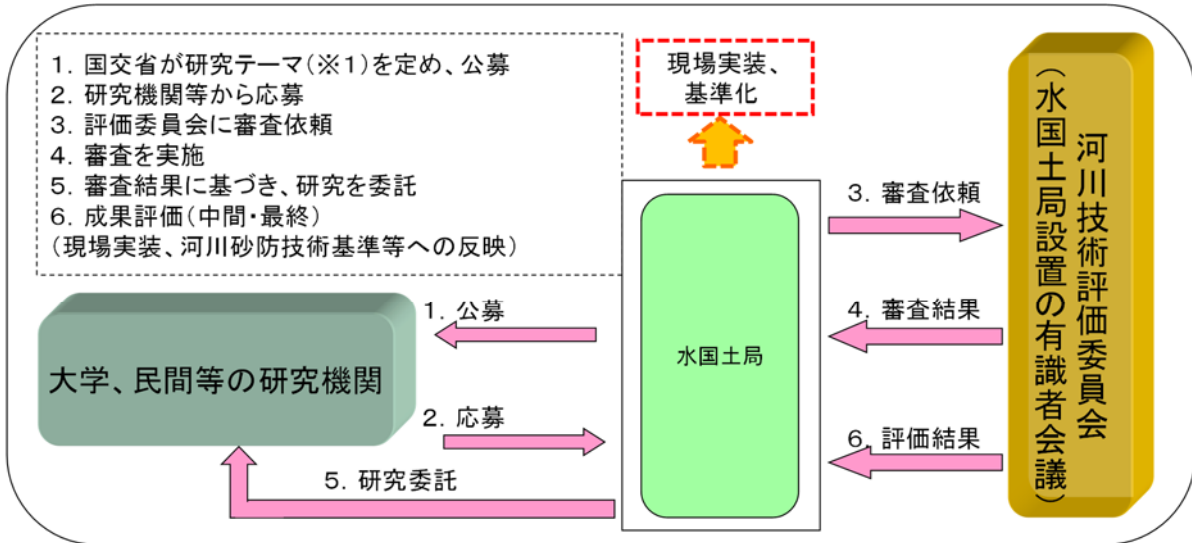 1. 国交省が研究テーマ(※1)を定め、公募
2. 研究機関等から応募
3. 評価委員会に審査依頼
4. 審査を実施
5. 審査結果に基づき、研究を委託
6. 成果評価(中間・最終)
(現場実装、河川砂防技術基準等への反映)
現場実装、
基準化
大学、民間等の研究機関
1. 公募
2. 応募
5. 研究委託
水国土局
3. 審査依頼
4. 審査結果
6. 評価結果
河川技術評価委員会
(水国土局設置の有識者会議)